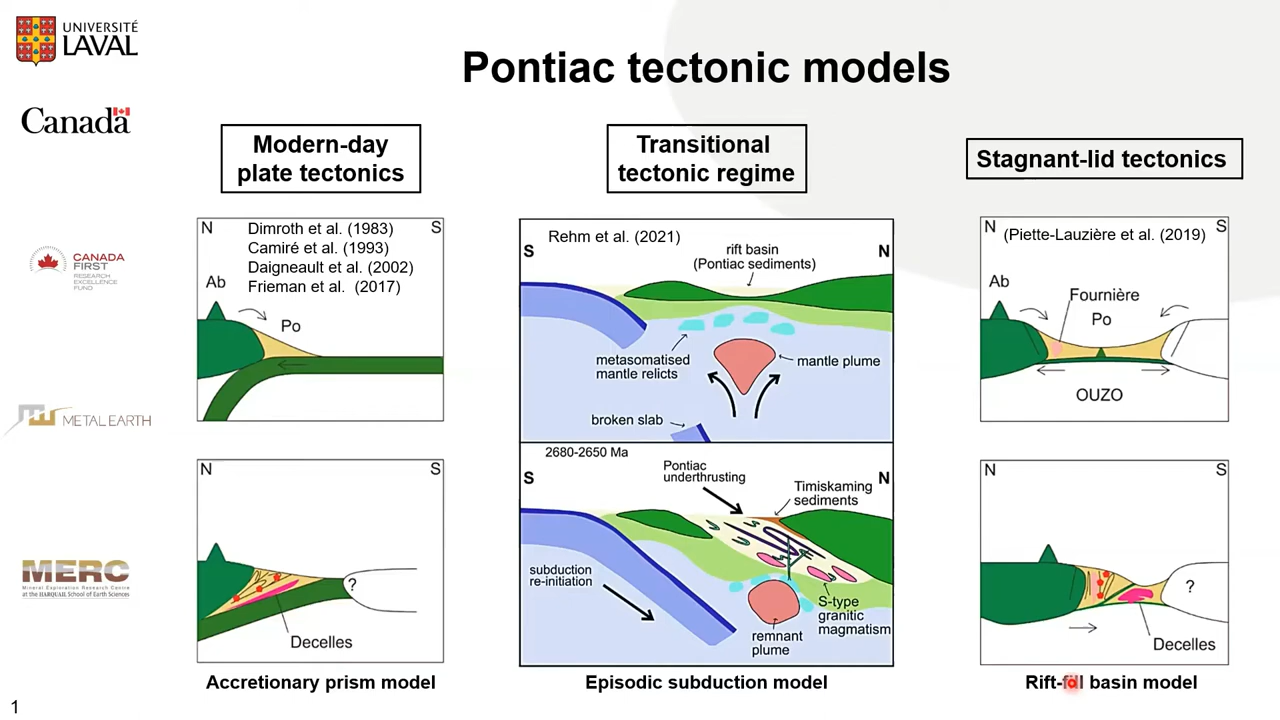 UNIVERSITÉ
LAVAL
Pontiac tectonic models
Canada
CANADA
FIRST
RESEARCH
EXCELLENCE
FUND
METAL EARTH
MERC
Mineral Exploration Research Centre
at the HARQUAIL School of Earth Sciences
1
Modern-day
plate tectonics
N
S
Dimroth et al. (1983)
Camiré et al. (1993)
Daigneault et al. (2002)
Frieman et al. (2017)
Ab
Po
N
S
?
Decelles
Accretionary prism model
Transitional
tectonic regime
Rehm et al. (2021)
S
N
rift basin
(Pontiac sediments)
metasomatised
mantle relicts
mantle plume
broken slab
2680-2650 Ma
S
N
Pontiac
underthrusting
Timiskaming
sediments
subduction
re-initiation
S-type
granitic
magmatism
remnant
plume
Episodic subduction model
Stagnant-lid tectonics
N
S
(Piette-Lauzière et al. (2019)
Ab
Fournière
Po
OUZO
N
S
?
Decelles
Rift-fill basin model